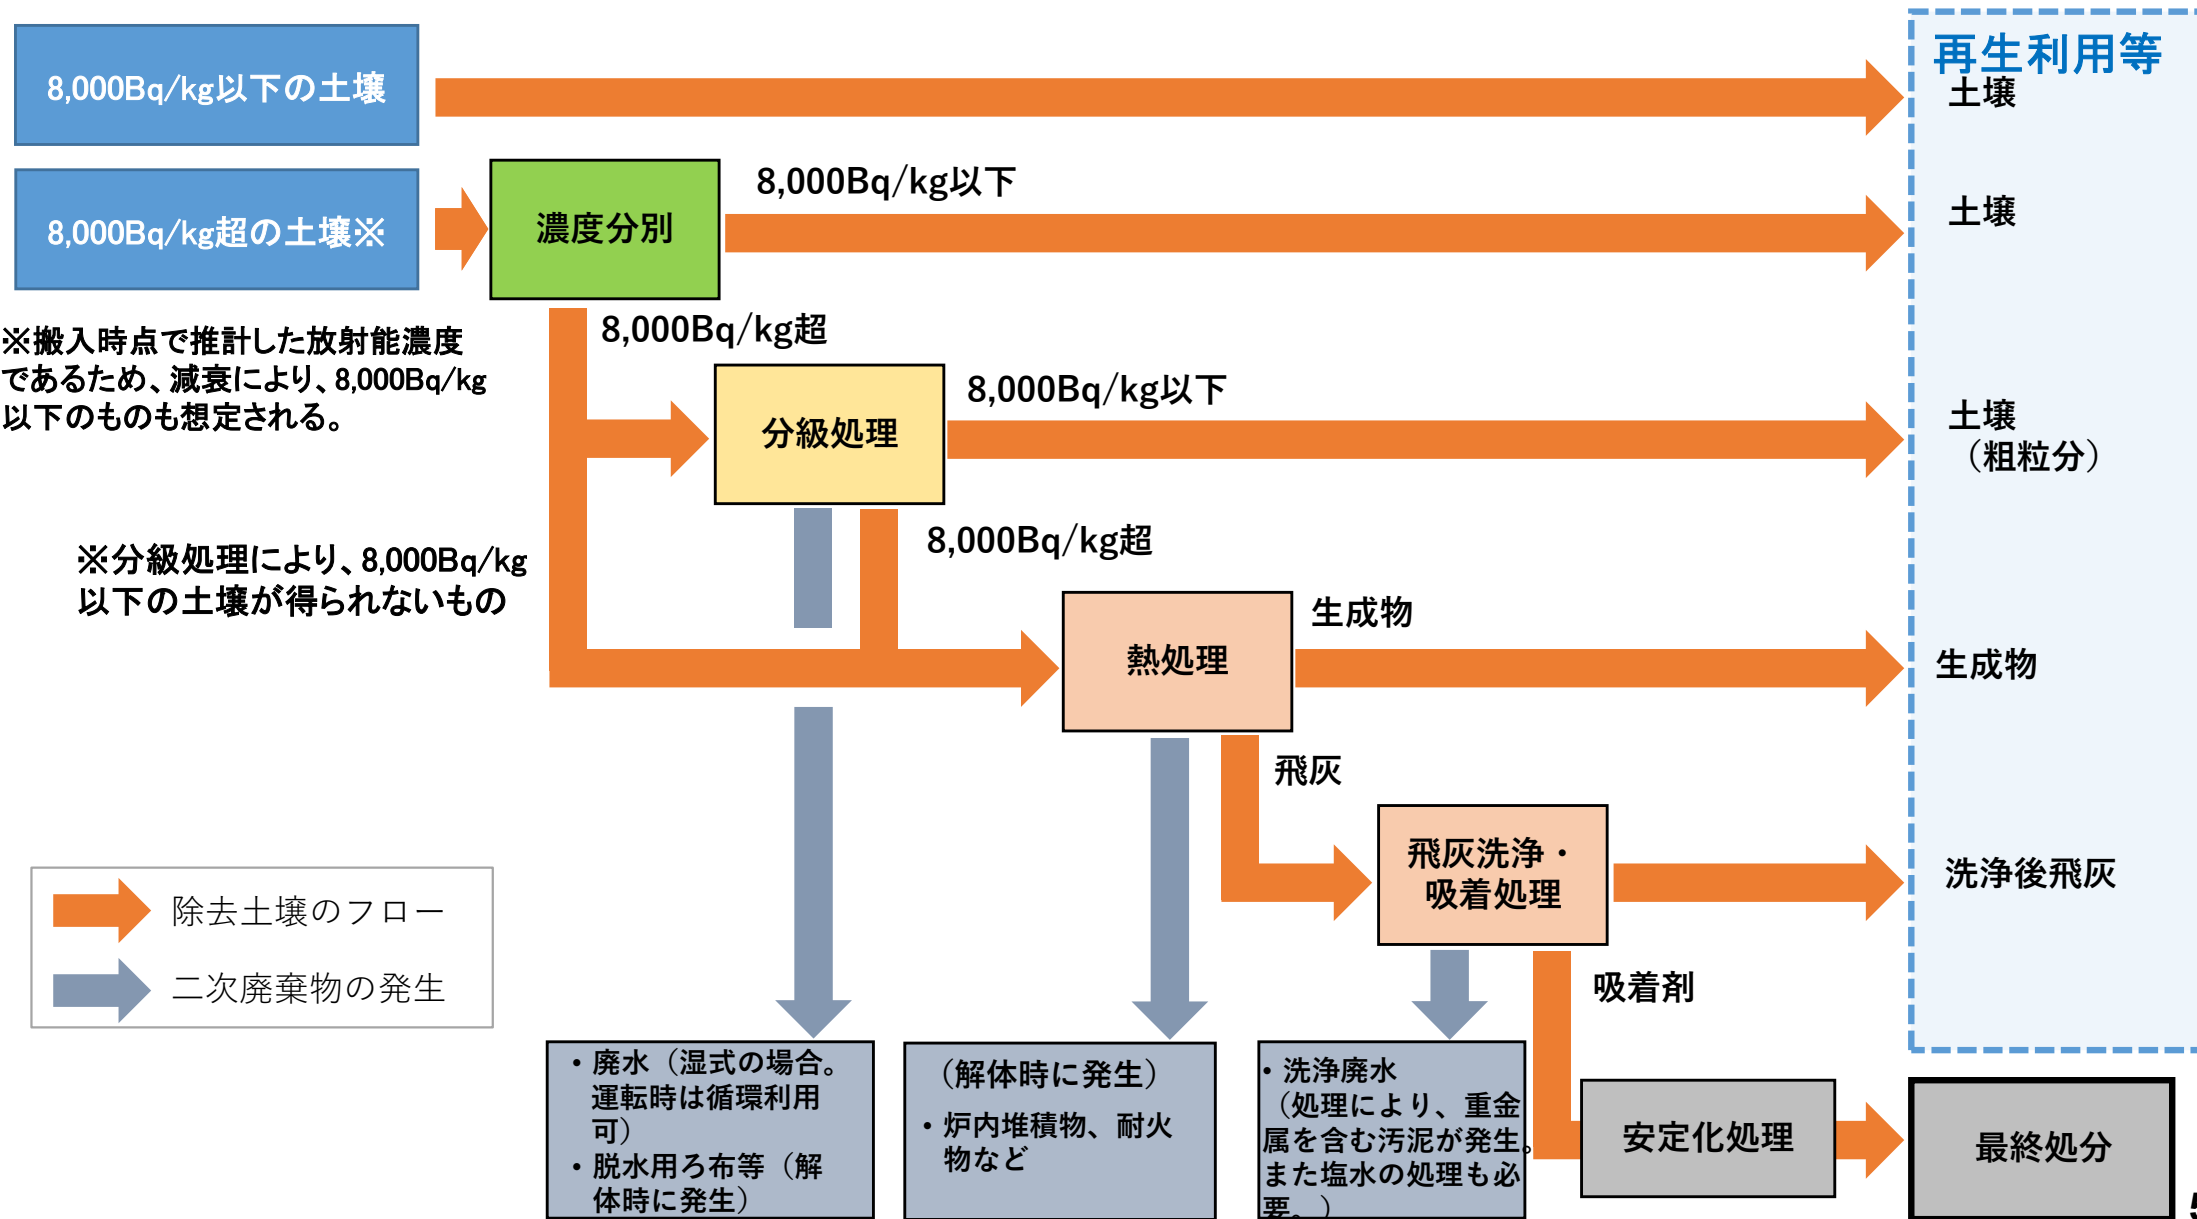 再生利用等
8,000Bq/kg以下の土壌
土壌
8,000Bq/kg超の土壌※
濃度分別
8,000Bq/kg以下
土壌
※搬入時点で推計した放射能濃度
であるため、減衰により、8,000Bq/kg
以下のものも想定される。
8,000Bq/kg超
分級処理
8,000Bq/kg以下
土壌
（粗粒分）
※分級処理により、8,000Bq/kg
以下の土壌が得られないもの
8,000Bq/kg超
熱処理
生成物
生成物
飛灰
飛灰洗浄・
吸着処理
洗浄後飛灰
除去土壌のフロー
二次廃棄物の発生
吸着剤
・廃水（湿式の場合。
運転時は循環利用
可）
・脱水用ろ布等（解
体時に発生）
（解体時に発生）
・炉内堆積物、耐火
物など
・洗浄廃水
（処理により、重金
属を含む汚泥が発生。
また塩水の処理も必
要。）
安定化処理
最終処分